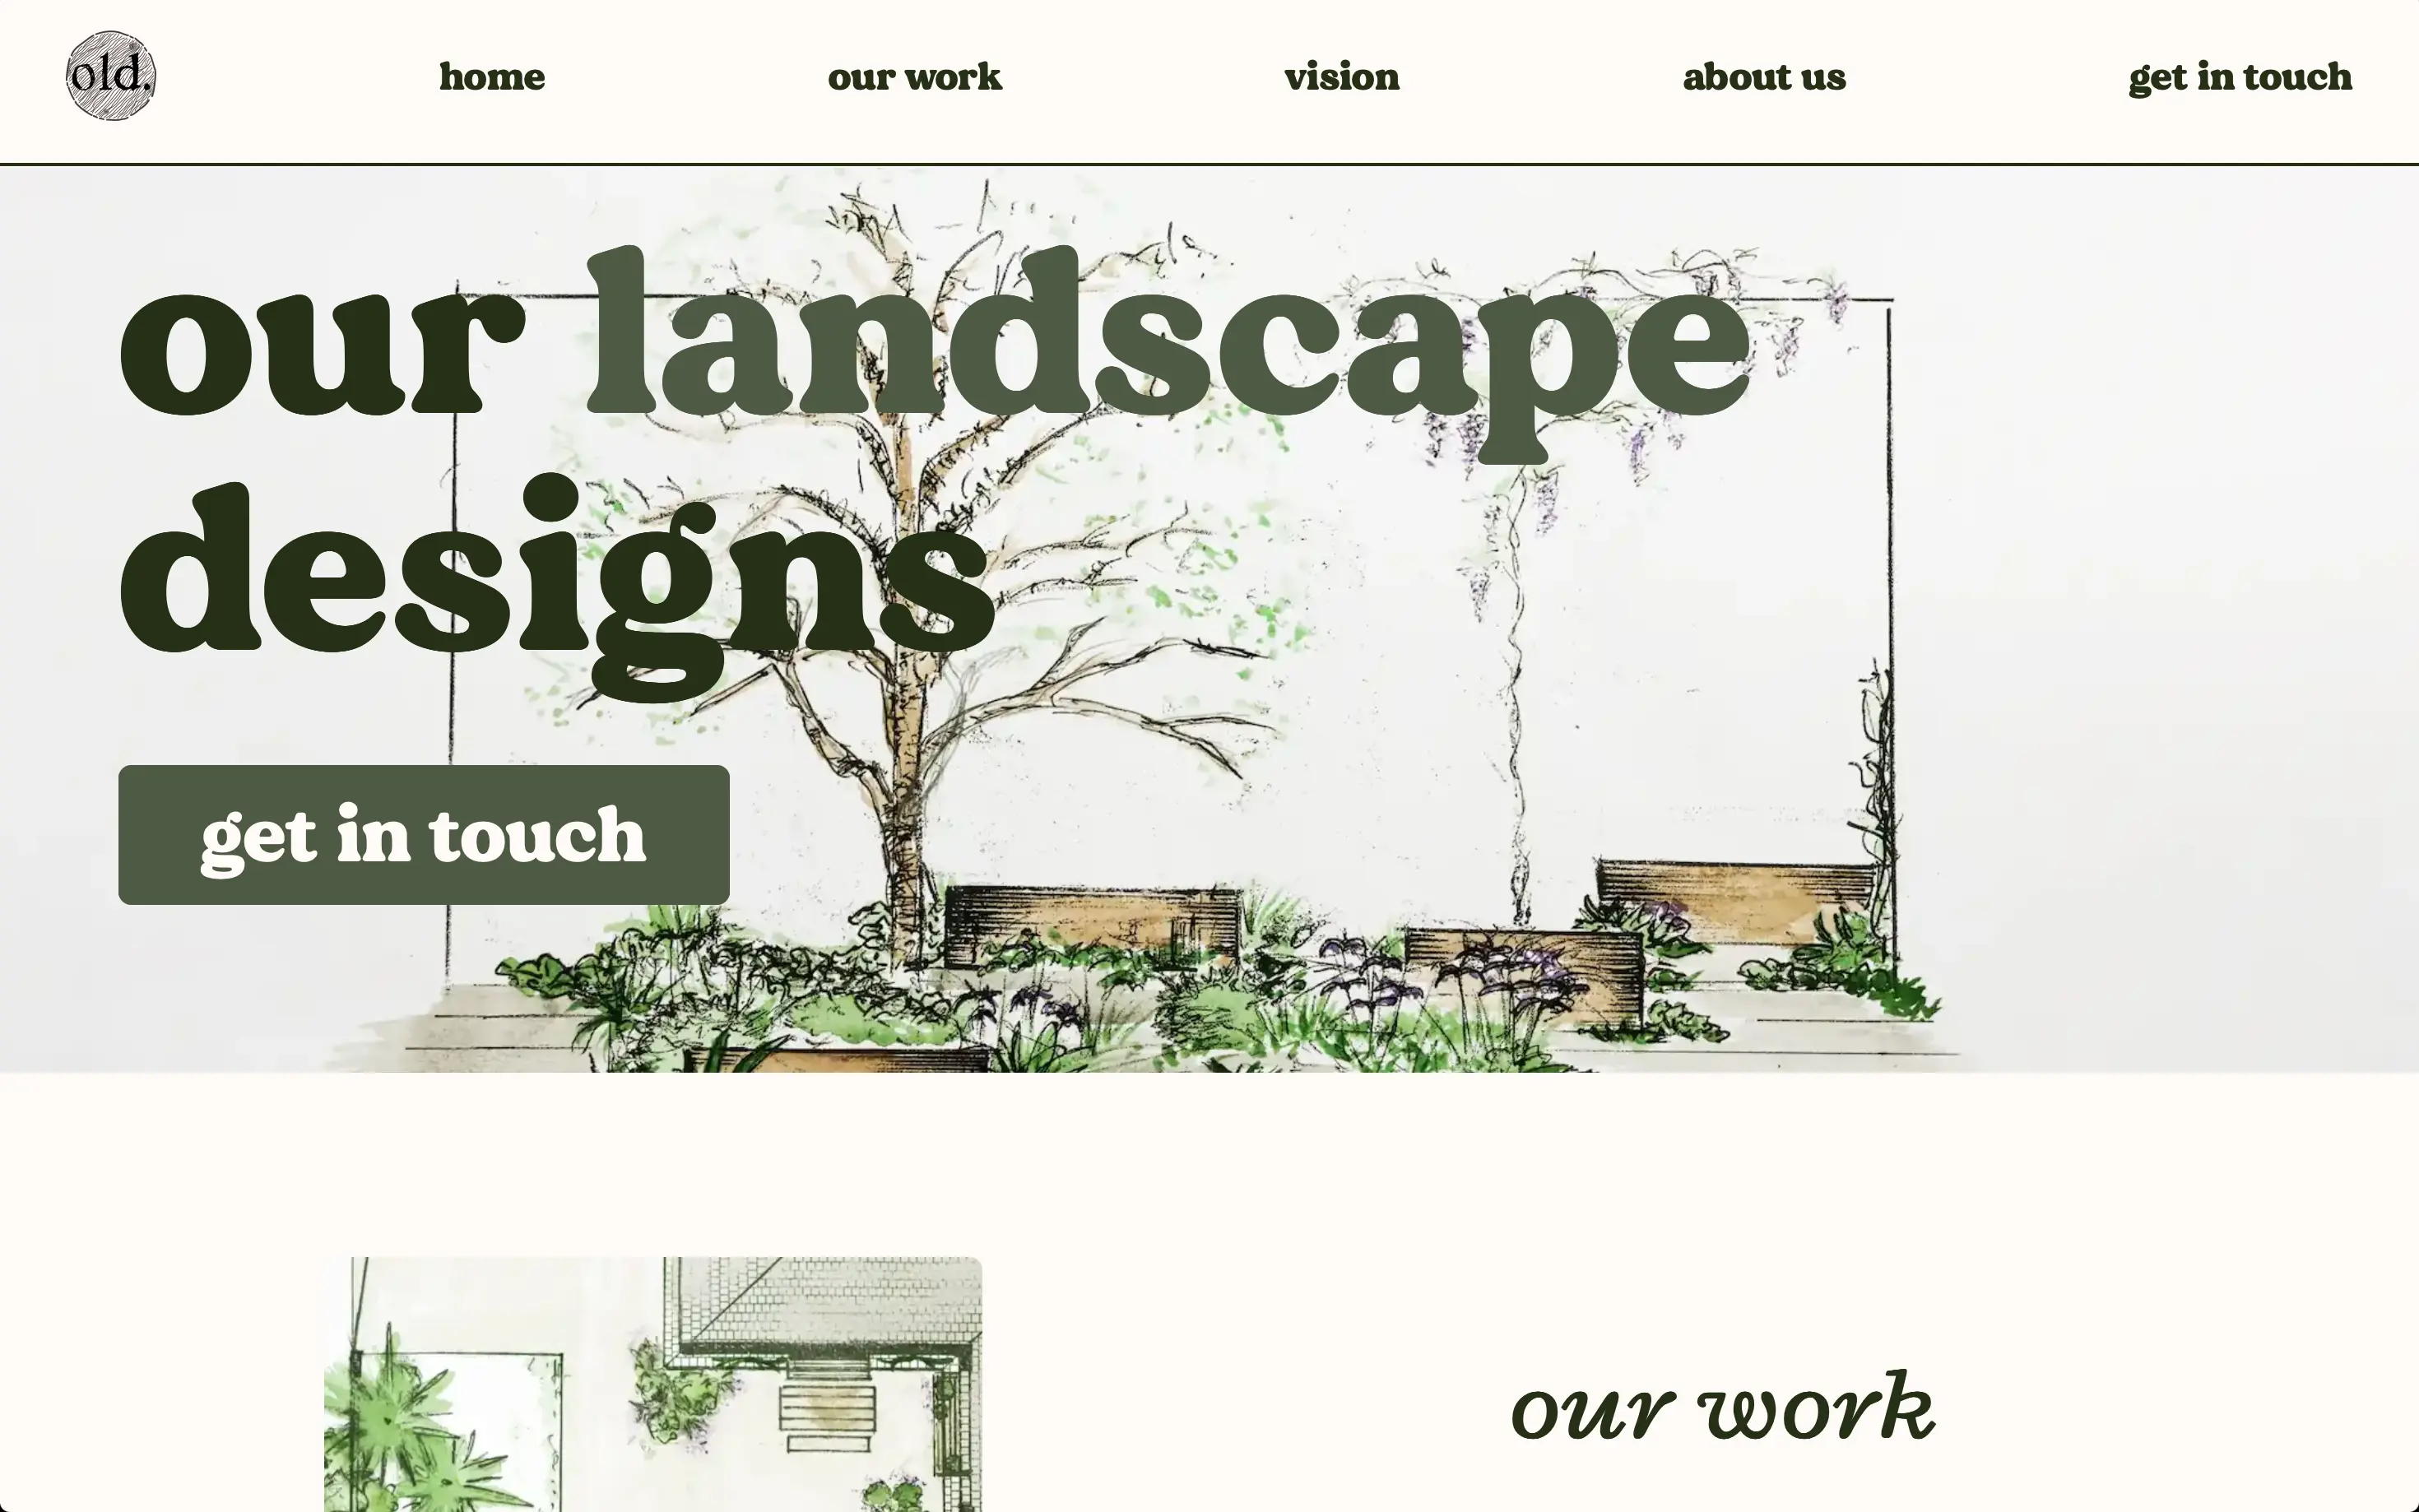 old.
home
our work
vision
about us
get in touch
our landscape
designs
get in touch
our work